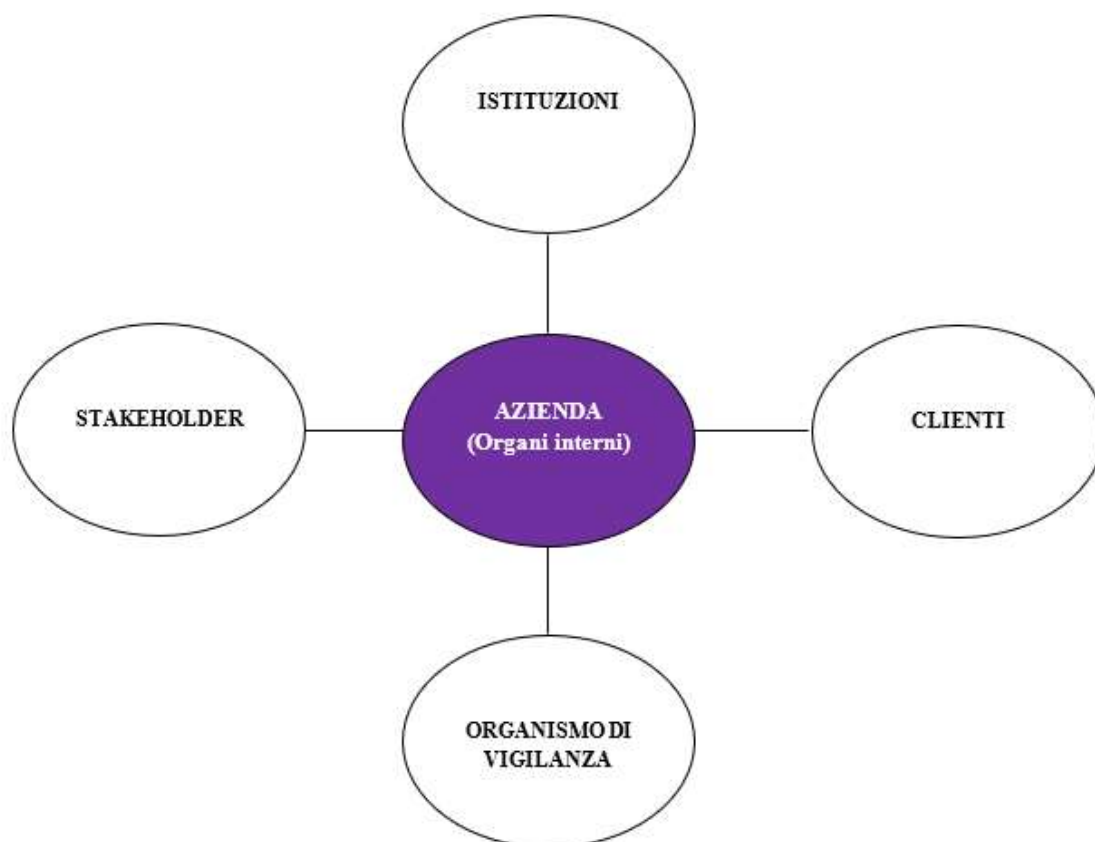 ISTITUZIONI
STAKEHOLDER
AZIENDA
(Organi interni)
CLIENTI
ORGANISMO DI
VIGILANZA